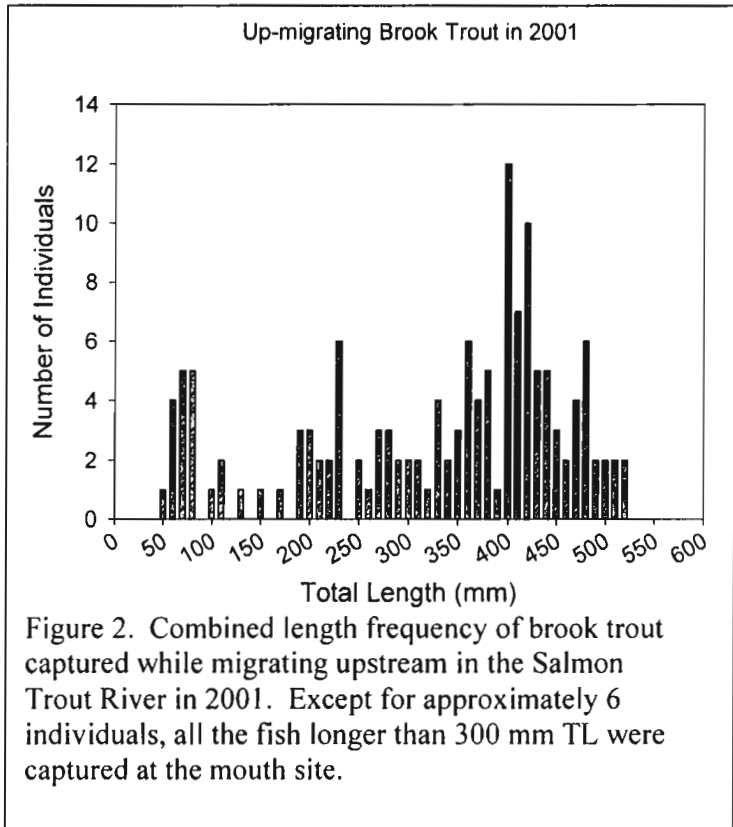 Up-migrating Brook Trout in 2001
14
12
10
8
6
4
2
0
Number of Individuals
0 50 100 150 200 250 300 350 400 450 500 550 600
Total Length (mm)
Figure 2. Combined length frequency of brook trout
captured while migrating upstream in the Salmon
Trout River in 2001. Except for approximately 6
individuals, all the fish longer than 300 mm TL were
captured at the mouth site.